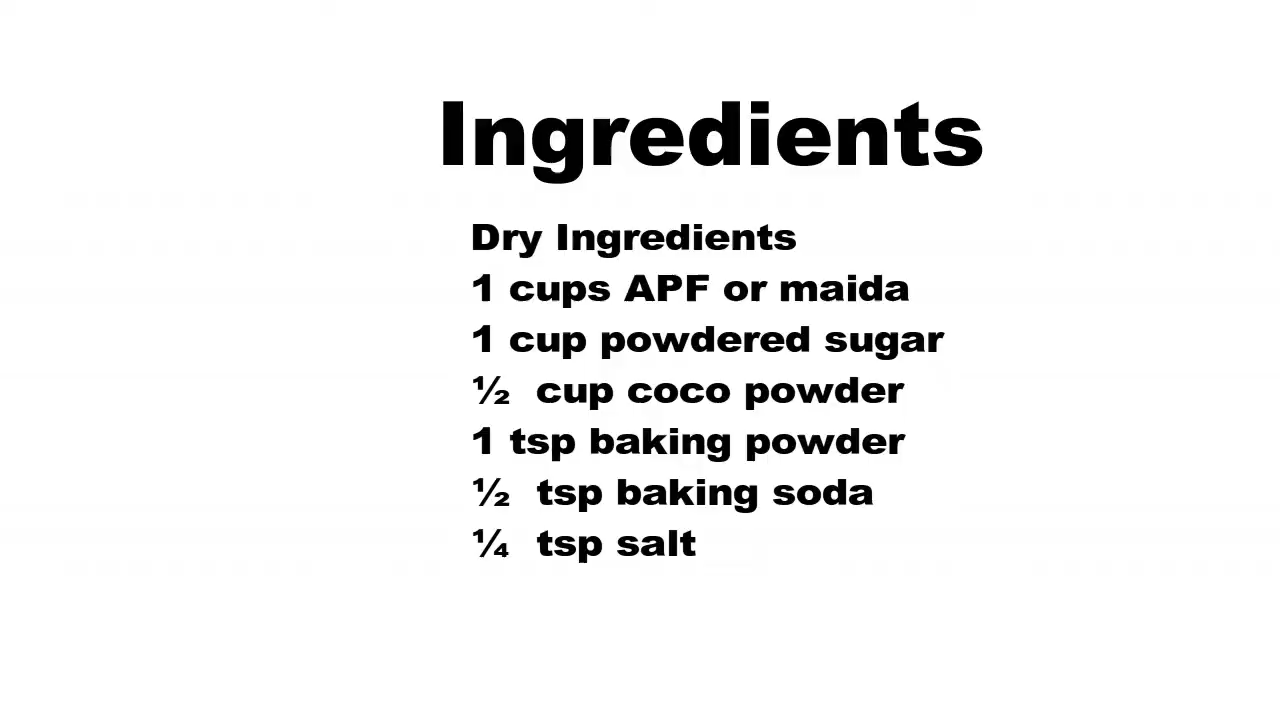 Ingredients
Dry Ingredients
1 cups APF or maida
1 cup powdered sugar
½ cup coco powder
1 tsp baking powder
½ tsp baking soda
¼ tsp salt